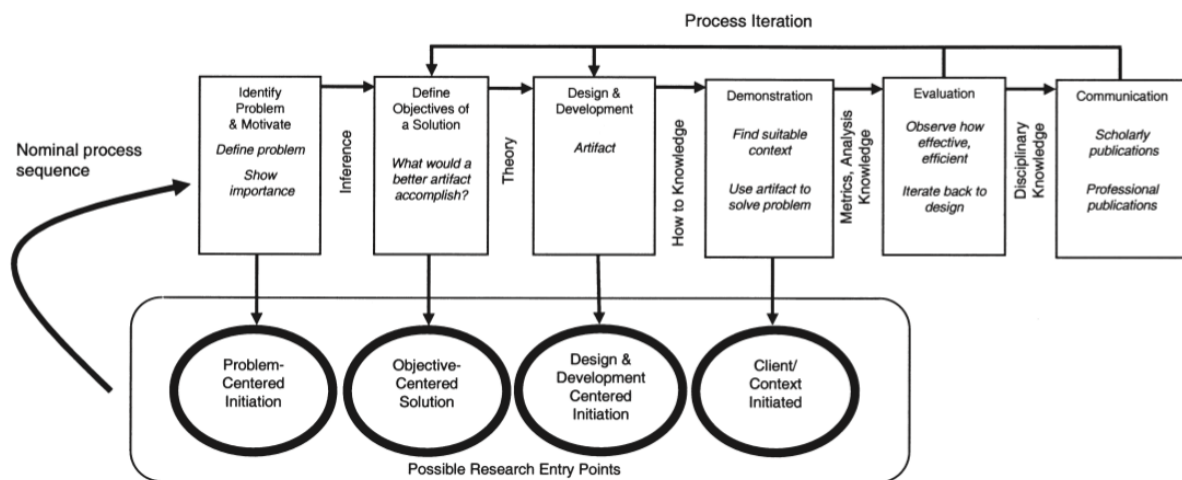 Process Iteration
Nominal process
sequence
Identify
Problem
& Motivate
Define problem
Show
importance
Inference
Define
Objectives of
a Solution
What would a
better artifact
accomplish?
Theory
Design &
Development
Artifact
How to Knowledge
Demonstration
Find suitable
context
Use artifact to
solve problem
Metrics, Analysis
Knowledge
Evaluation
Observe how
effective,
efficient
Iterate back to
design
Disciplinary
Knowledge
Communication
Scholarly
publications
Professional
publications
Problem-
Centered
Initiation
Objective-
Centered
Solution
Design &
Development
Centered
Initiation
Client/
Context
Initiated
Possible Research Entry Points